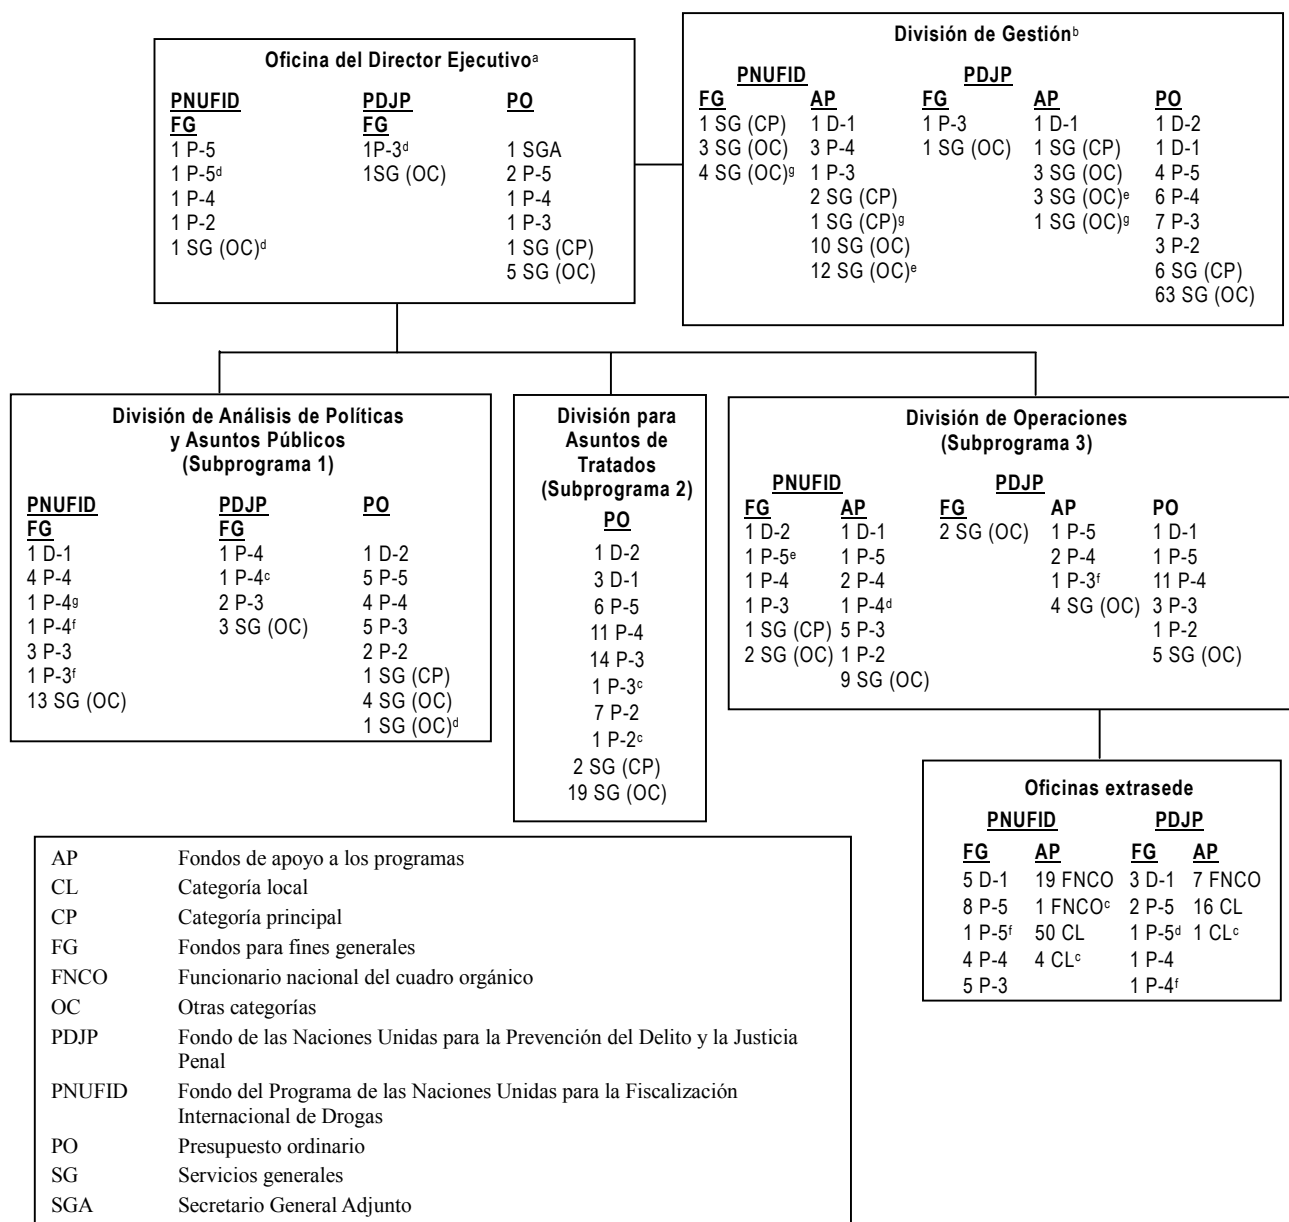 Oficina del Director Ejecutivoᵃ
PNUFID PDJP PO
FG FG
1 P-5 1P-3ᵈ 1 SGA
1 P-5ᵈ 1SG (OC) 2 P-5
1 P-4 1 P-4
1 P-2 1 P-3
1 SG (OC)ᵈ 1 SG (CP)
5 SG (OC)
División de Gestiónᵇ
PNUFID PDJP
FG AP FG AP PO
1 SG (CP) 1 D-1 1 P-3 1 D-1 1 D-2
3 SG (OC) 3 P-4 1 SG (OC) 1 SG (CP) 1 D-1
4 SG (OC)ᵍ 1 P-3 3 SG (OC) 4 P-5
2 SG (CP) 3 SG (OC)ᵉ 6 P-4
1 SG (CP)ᵍ 1 SG (OC)ᵍ 7 P-3
10 SG (OC) 3 P-2
12 SG (OC)ᵉ 6 SG (CP)
63 SG (OC)
División de Análisis de Políticas
y Asuntos Públicos
(Subprograma 1)
PNUFID PDJP PO
FG FG
1 D-1 1 P-4 1 D-2
4 P-4 1 P-4ᶜ 5 P-5
1 P-4ᵍ 2 P-3 4 P-4
1 P-4ᶠ 3 SG (OC) 5 P-3
3 P-3 2 P-2
1 P-3ᶠ 1 SG (CP)
13 SG (OC) 4 SG (OC)
1 SG (OC)ᵈ
División para
Asuntos de
Tratados
(Subprograma 2)
PO
1 D-2
3 D-1
6 P-5
11 P-4
14 P-3
1 P-3ᶜ
7 P-2
1 P-2ᶜ
2 SG (CP)
19 SG (OC)
División de Operaciones
(Subprograma 3)
PNUFID PDJP
FG AP FG AP PO
1 D-2 1 D-1 2 SG (OC) 1 P-5 1 D-1
1 P-5ᵉ 1 P-5 2 P-4 1 P-5
1 P-4 2 P-4 1 P-3ᶠ 11 P-4
1 P-3 1 P-4ᵈ 4 SG (OC) 3 P-3
1 SG (CP) 5 P-3 1 P-2
2 SG (OC) 1 P-2 5 SG (OC)
9 SG (OC)
Oficinas extrasede
PNUFID PDJP
FG AP FG AP
5 D-1 19 FNCO 3 D-1 7 FNCO
8 P-5 1 FNCOᶜ 2 P-5 16 CL
1 P-5ᶠ 50 CL 1 P-5ᵈ 1 CLᶜ
4 P-4 4 CLᶜ 1 P-4
5 P-3 1 P-4ᶠ
AP Fondos de apoyo a los programas
CL Categoría local
CP Categoría principal
FG Fondos para fines generales
FNCO Funcionario nacional del cuadro orgánico
OC Otras categorías
PDJP Fondo de las Naciones Unidas para la Prevención del Delito y la Justicia
Penal
PNUFID Fondo del Programa de las Naciones Unidas para la Fiscalización
Internacional de Drogas
PO Presupuesto ordinario
SG Servicios generales
SGA Secretario General Adjunto